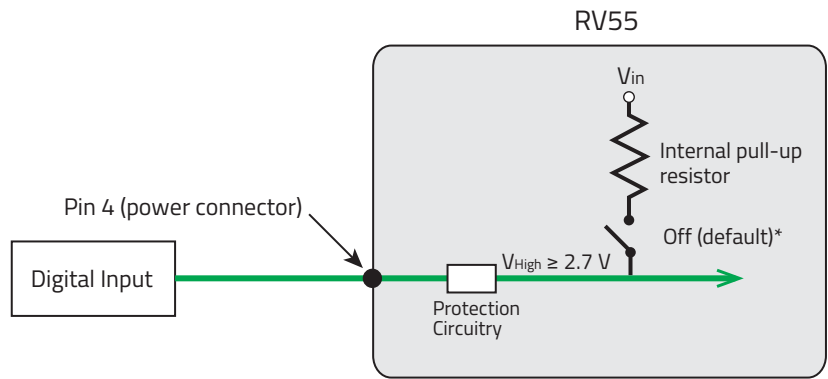 RV55
Vin
Internal pull-up
resistor
Pin 4 (power connector)
Off (default)*
VHigh ≥ 2.7 V
Digital Input
Protection
Circuitry